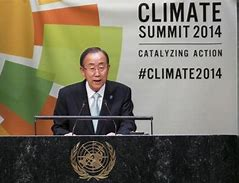 CLIMATE
SUMMIT 2014
CATALYZING ACTION
#CLIMATE2014